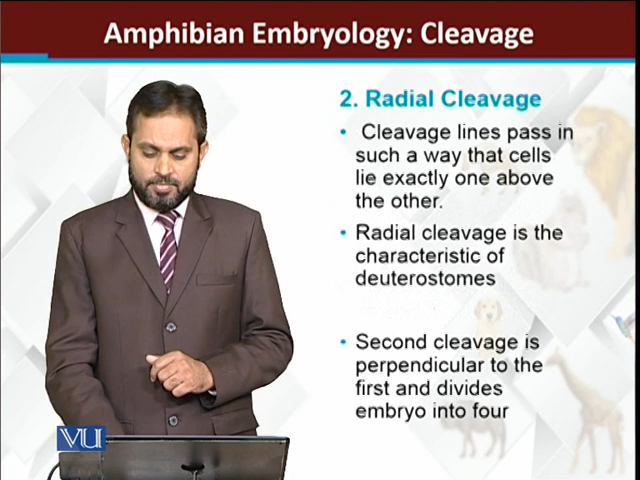 Amphibian Embryology: Cleavage
2. Radial Cleavage
• Cleavage lines pass in
such a way that cells
lie exactly one above
the other.
• Radial cleavage is the
characteristic of
deuterostomes
• Second cleavage is
perpendicular to the
first and divides
embryo into four
VU